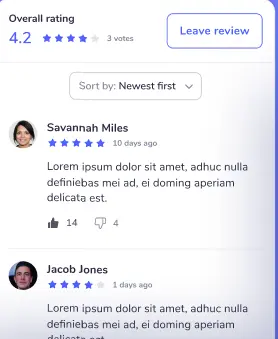 Overall rating
4.2 3 votes
Leave review
Sort by: Newest first
Savannah Miles
10 days ago
Lorem ipsum dolor sit amet, adhuc nulla
definiebas mei ad, ei doming aperiam
delicata est.
14 4
Jacob Jones
1 days ago
Lorem ipsum dolor sit amet, adhuc nulla
definiebas mei ad, ei doming aperiam
delicata est.